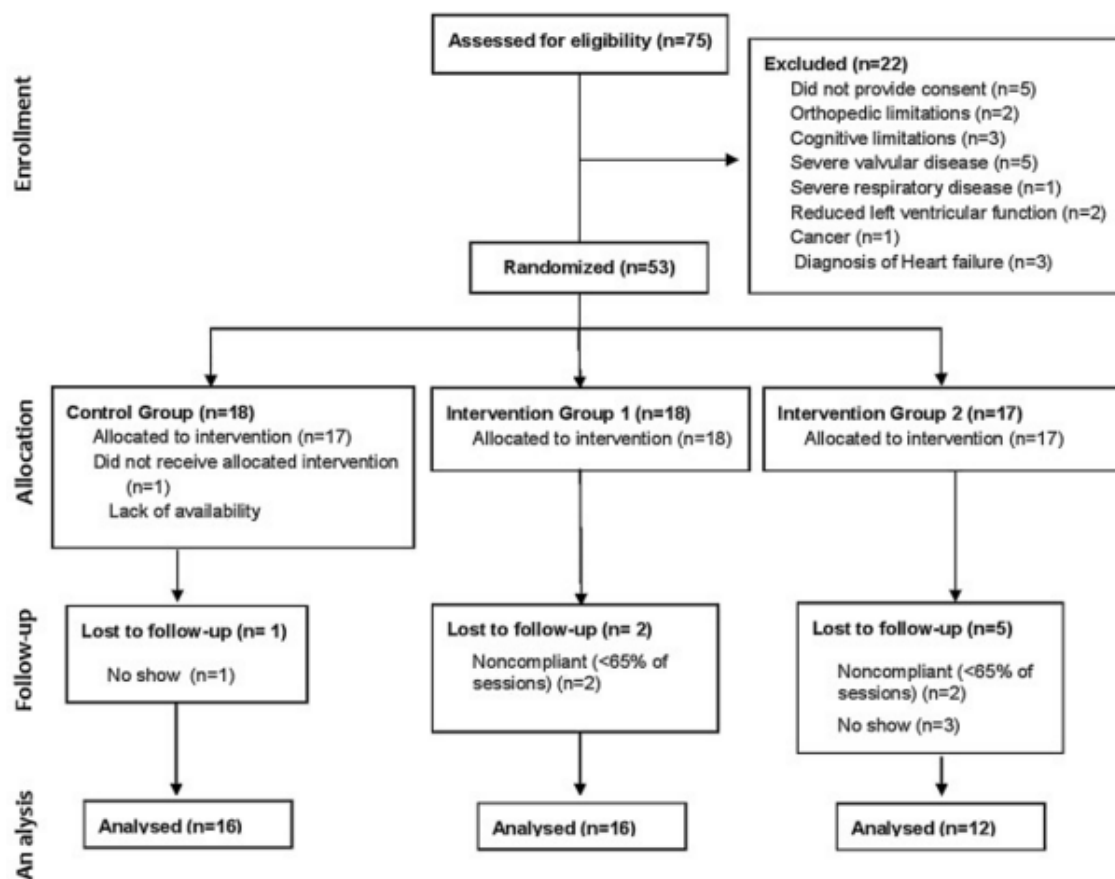 Enrollment
Assessed for eligibility (n=75)
Excluded (n=22)
Did not provide consent (n=5)
Orthopedic limitations (n=2)
Cognitive limitations (n=3)
Severe valvular disease (n=5)
Severe respiratory disease (n=1)
Reduced left ventricular function (n=2)
Cancer (n=1)
Diagnosis of Heart failure (n=3)
Randomized (n=53)
Allocation
Control Group (n=18)
Allocated to intervention (n=17)
Did not receive allocated intervention
(n=1)
Lack of availability
Intervention Group 1 (n=18)
Allocated to intervention (n=18)
Intervention Group 2 (n=17)
Allocated to intervention (n=17)
Follow-up
Lost to follow-up (n= 1)
No show (n=1)
Lost to follow-up (n= 2)
Noncompliant (<65% of
sessions) (n=2)
Lost to follow-up (n=5)
Noncompliant (<65% of
sessions) (n=2)
No show (n=3)
An alysis
Analysed (n=16)
Analysed (n=16)
Analysed (n=12)